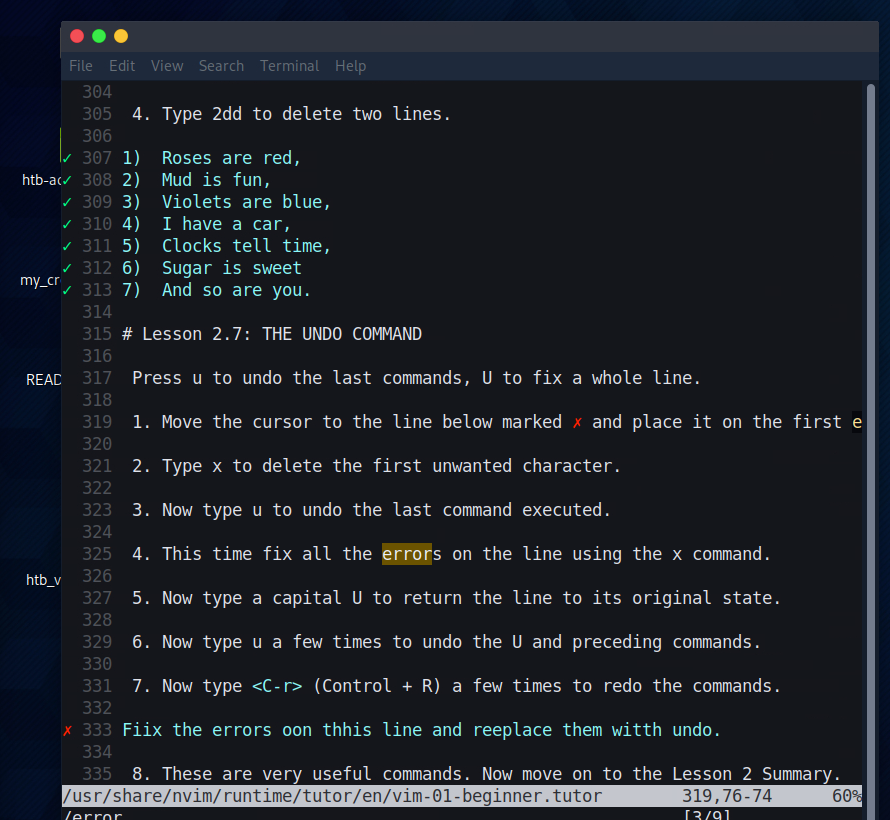 File Edit View Search Terminal Help
304
305 4. Type 2dd to delete two lines.
306
✓ 307 1) Roses are red,
htb-ac
✓ 308 2) Mud is fun,
✓ 309 3) Violets are blue,
✓ 310 4) I have a car,
✓ 311 5) Clocks tell time,
✓ 312 6) Sugar is sweet
my_cr
✓ 313 7) And so are you.
314
315 # Lesson 2.7: THE UNDO COMMAND
316
READ
317 Press u to undo the last commands, U to fix a whole line.
318
319 1. Move the cursor to the line below marked ✗ and place it on the first e
320
321 2. Type x to delete the first unwanted character.
322
323 3. Now type u to undo the last command executed.
324
325 4. This time fix all the errors on the line using the x command.
326
htb_v
327 5. Now type a capital U to return the line to its original state.
328
329 6. Now type u a few times to undo the U and preceding commands.
330
331 7. Now type <C-r> (Control + R) a few times to redo the commands.
332
✗ 333 Fiix the errors oon thhis line and reeplace them witth undo.
334
335 8. These are very useful commands. Now move on to the Lesson 2 Summary.
/usr/share/nvim/runtime/tutor/en/vim-01-beginner.tutor 319,76-74 60%
/error [3/9]